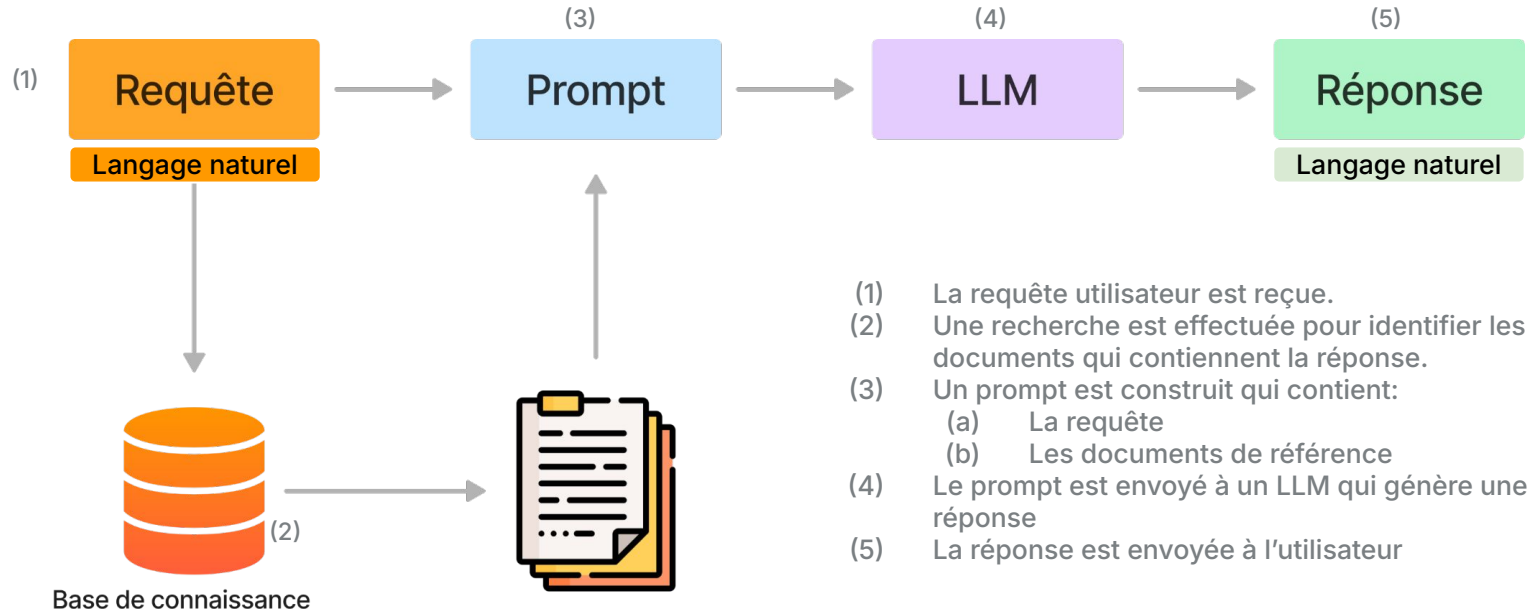 (3)
(4)
(5)
(1)
Requête
Prompt
LLM
Réponse
Langage naturel
Langage naturel
(1) La requête utilisateur est reçue.
(2) Une recherche est effectuée pour identifier les
documents qui contiennent la réponse.
(3) Un prompt est construit qui contient:
(a) La requête
(b) Les documents de référence
(4) Le prompt est envoyé à un LLM qui génère une
réponse
(5) La réponse est envoyée à l’utilisateur
(2)
Base de connaissance